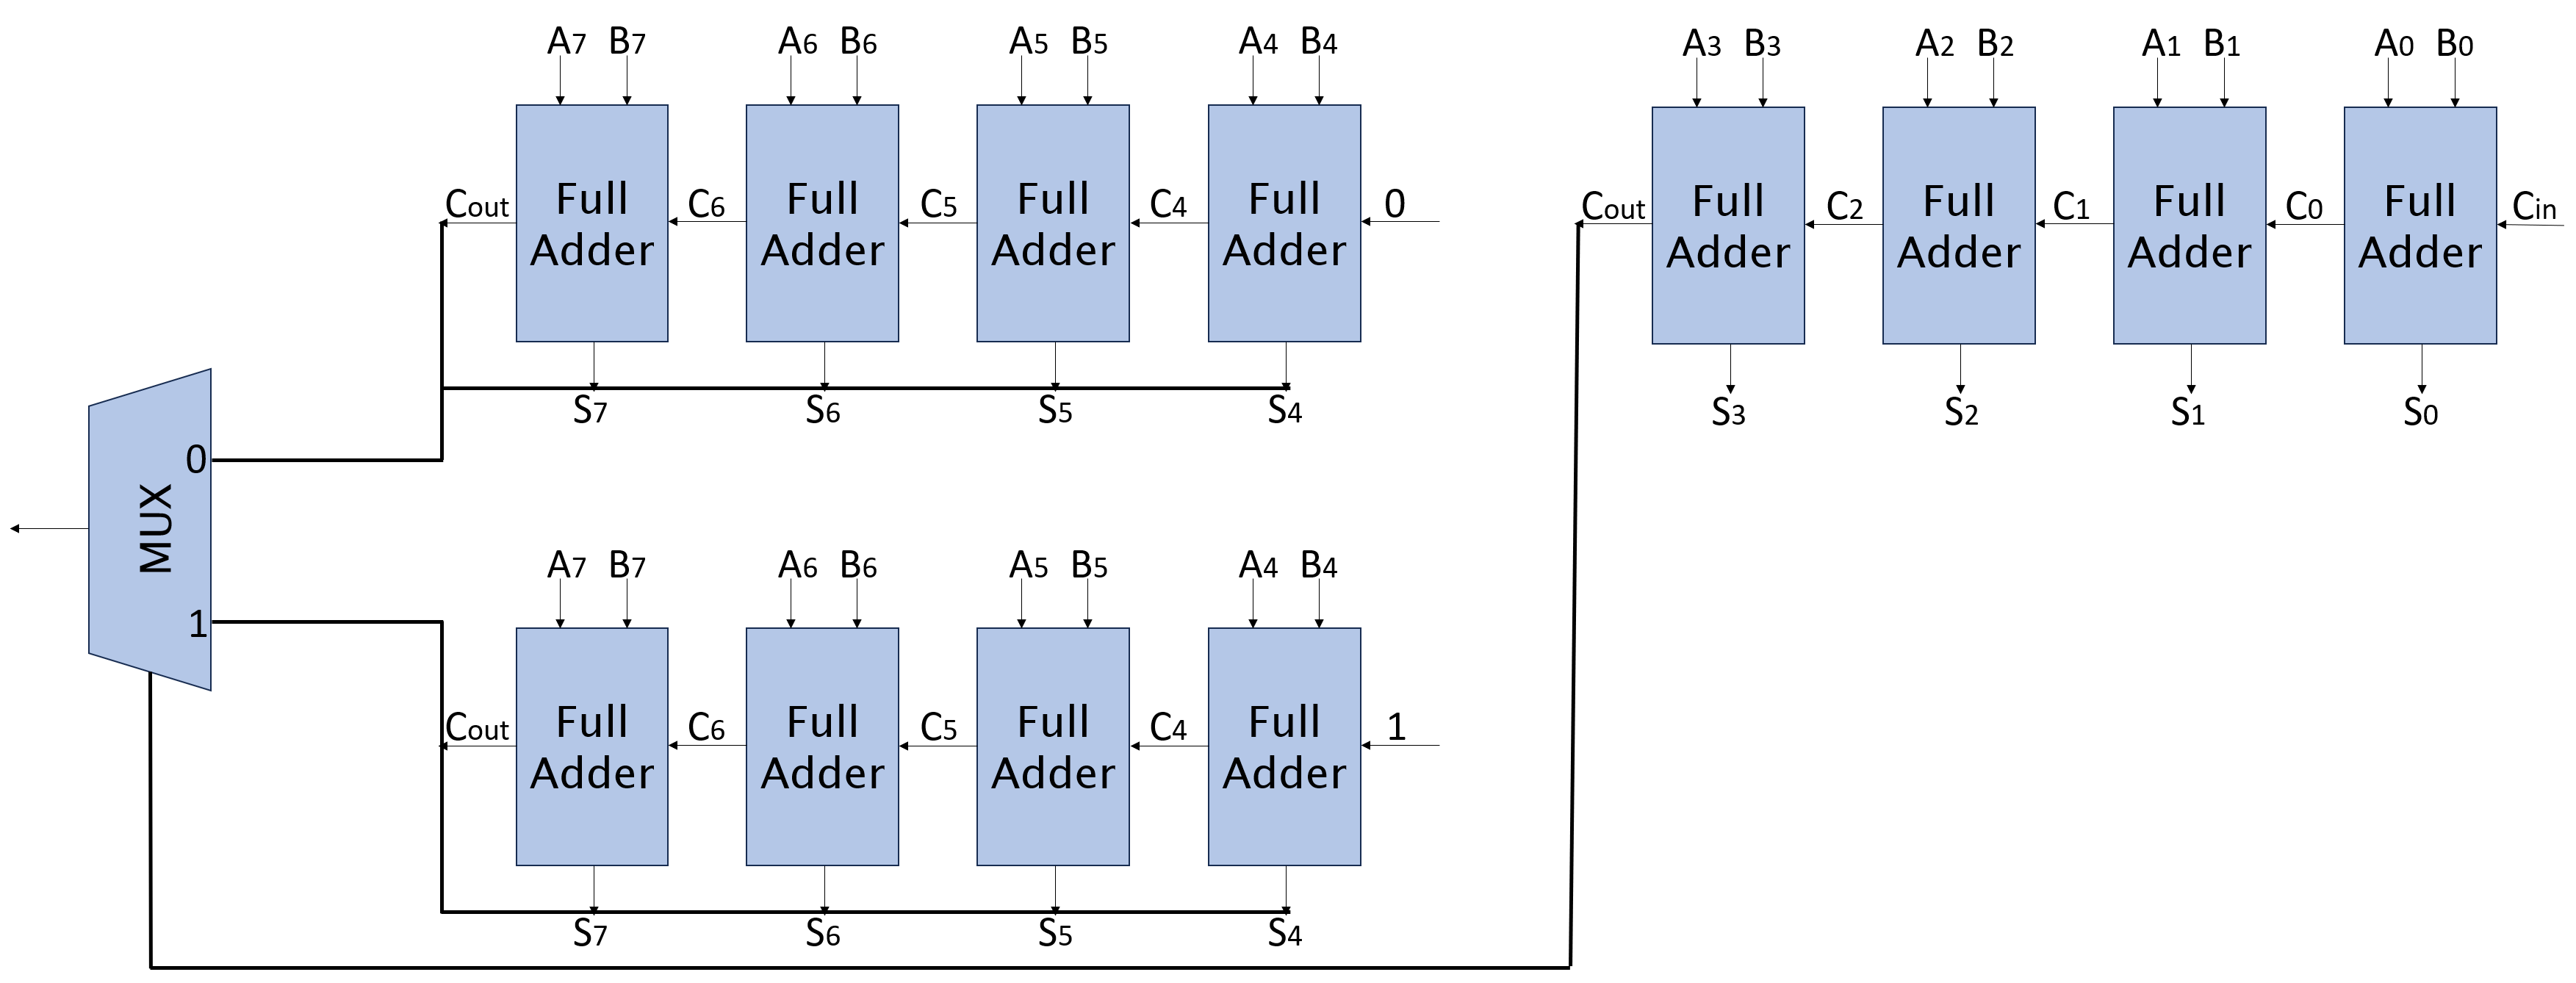 A7 B7 A6 B6 A5 B5 A4 B4
A3 B3 A2 B2 A1 B1 A0 B0
Cout Full Adder C6 Full Adder C5 Full Adder C4 Full Adder 0
Cout Full Adder C2 Full Adder C1 Full Adder C0 Full Adder Cin
S7 S6 S5 S4
S3 S2 S1 S0
0
MUX
1
A7 B7 A6 B6 A5 B5 A4 B4
Cout Full Adder C6 Full Adder C5 Full Adder C4 Full Adder 1
S7 S6 S5 S4